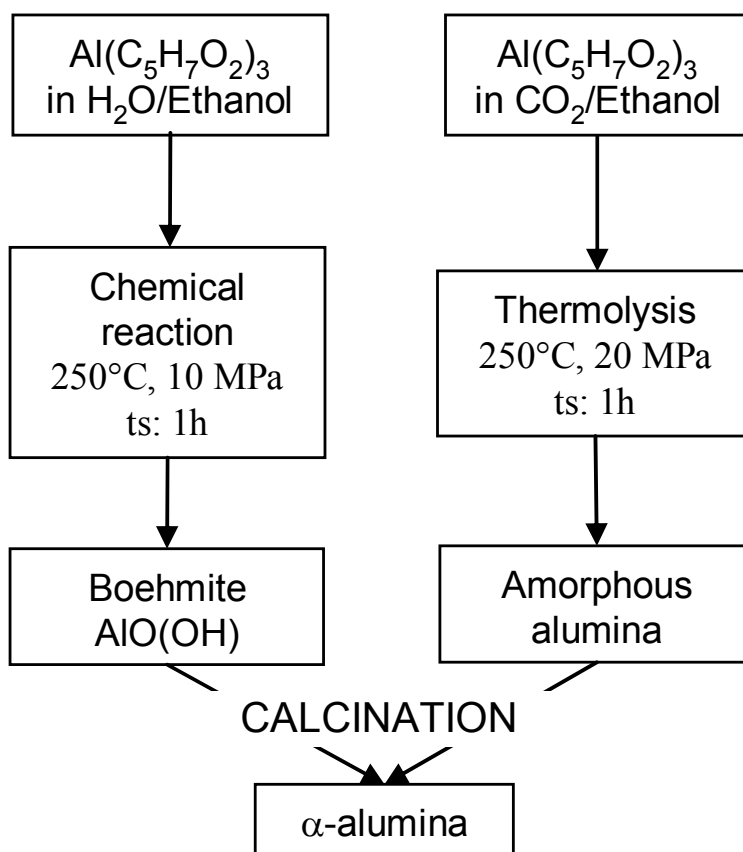 Al(C₅H₇O₂)₃
in H₂O/Ethanol
Al(C₅H₇O₂)₃
in CO₂/Ethanol
Chemical
reaction
250°C, 10 MPa
ts: 1h
Thermolysis
250°C, 20 MPa
ts: 1h
Boehmite
AlO(OH)
Amorphous
alumina
CALCINATION
α-alumina